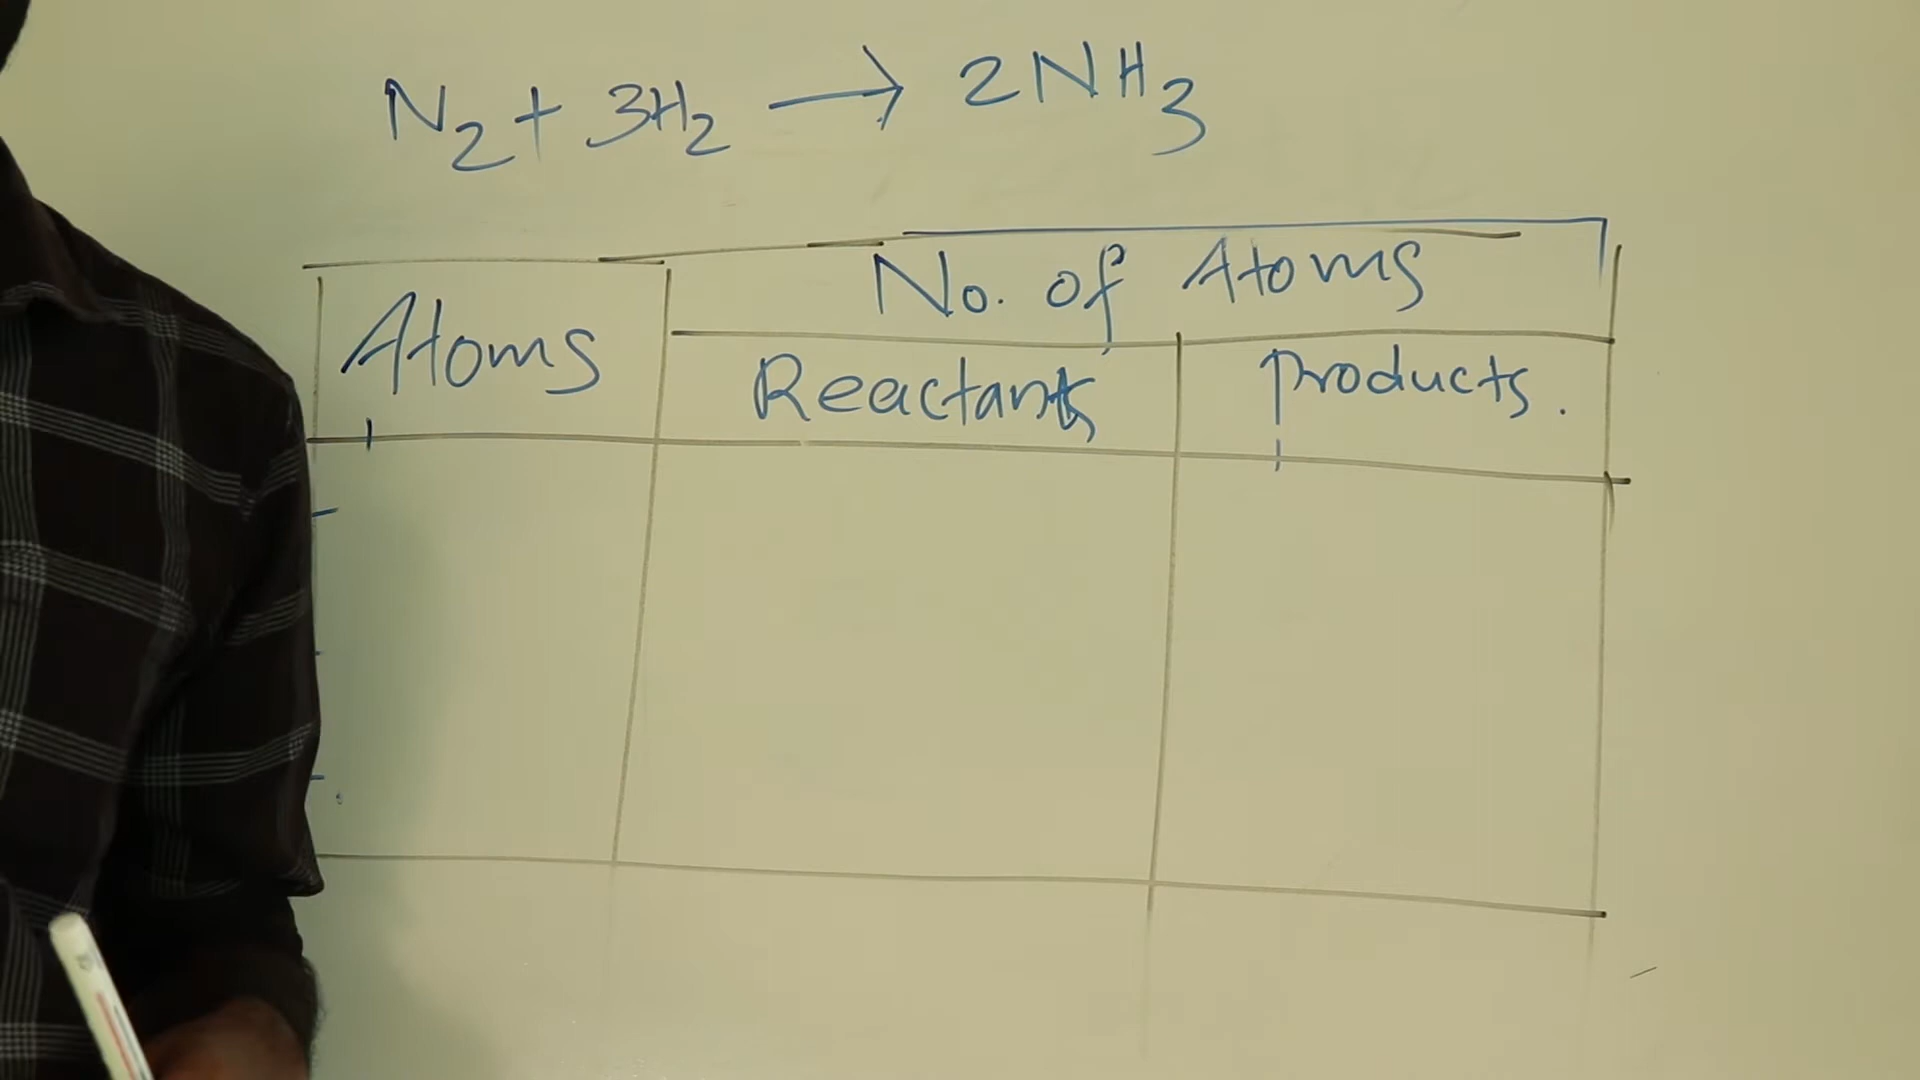 N₂ + 3H₂ → 2NH₃
No. of Atoms
Atoms
Reactants
Products.